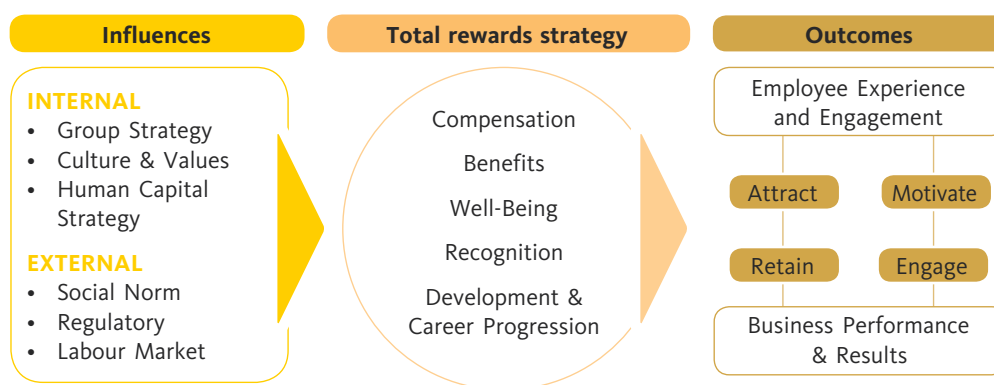 Influences
INTERNAL
• Group Strategy
• Culture & Values
• Human Capital
Strategy
EXTERNAL
• Social Norm
• Regulatory
• Labour Market
Total rewards strategy
Compensation
Benefits
Well-Being
Recognition
Development &
Career Progression
Outcomes
Employee Experience
and Engagement
Attract
Motivate
Retain
Engage
Business Performance
& Results